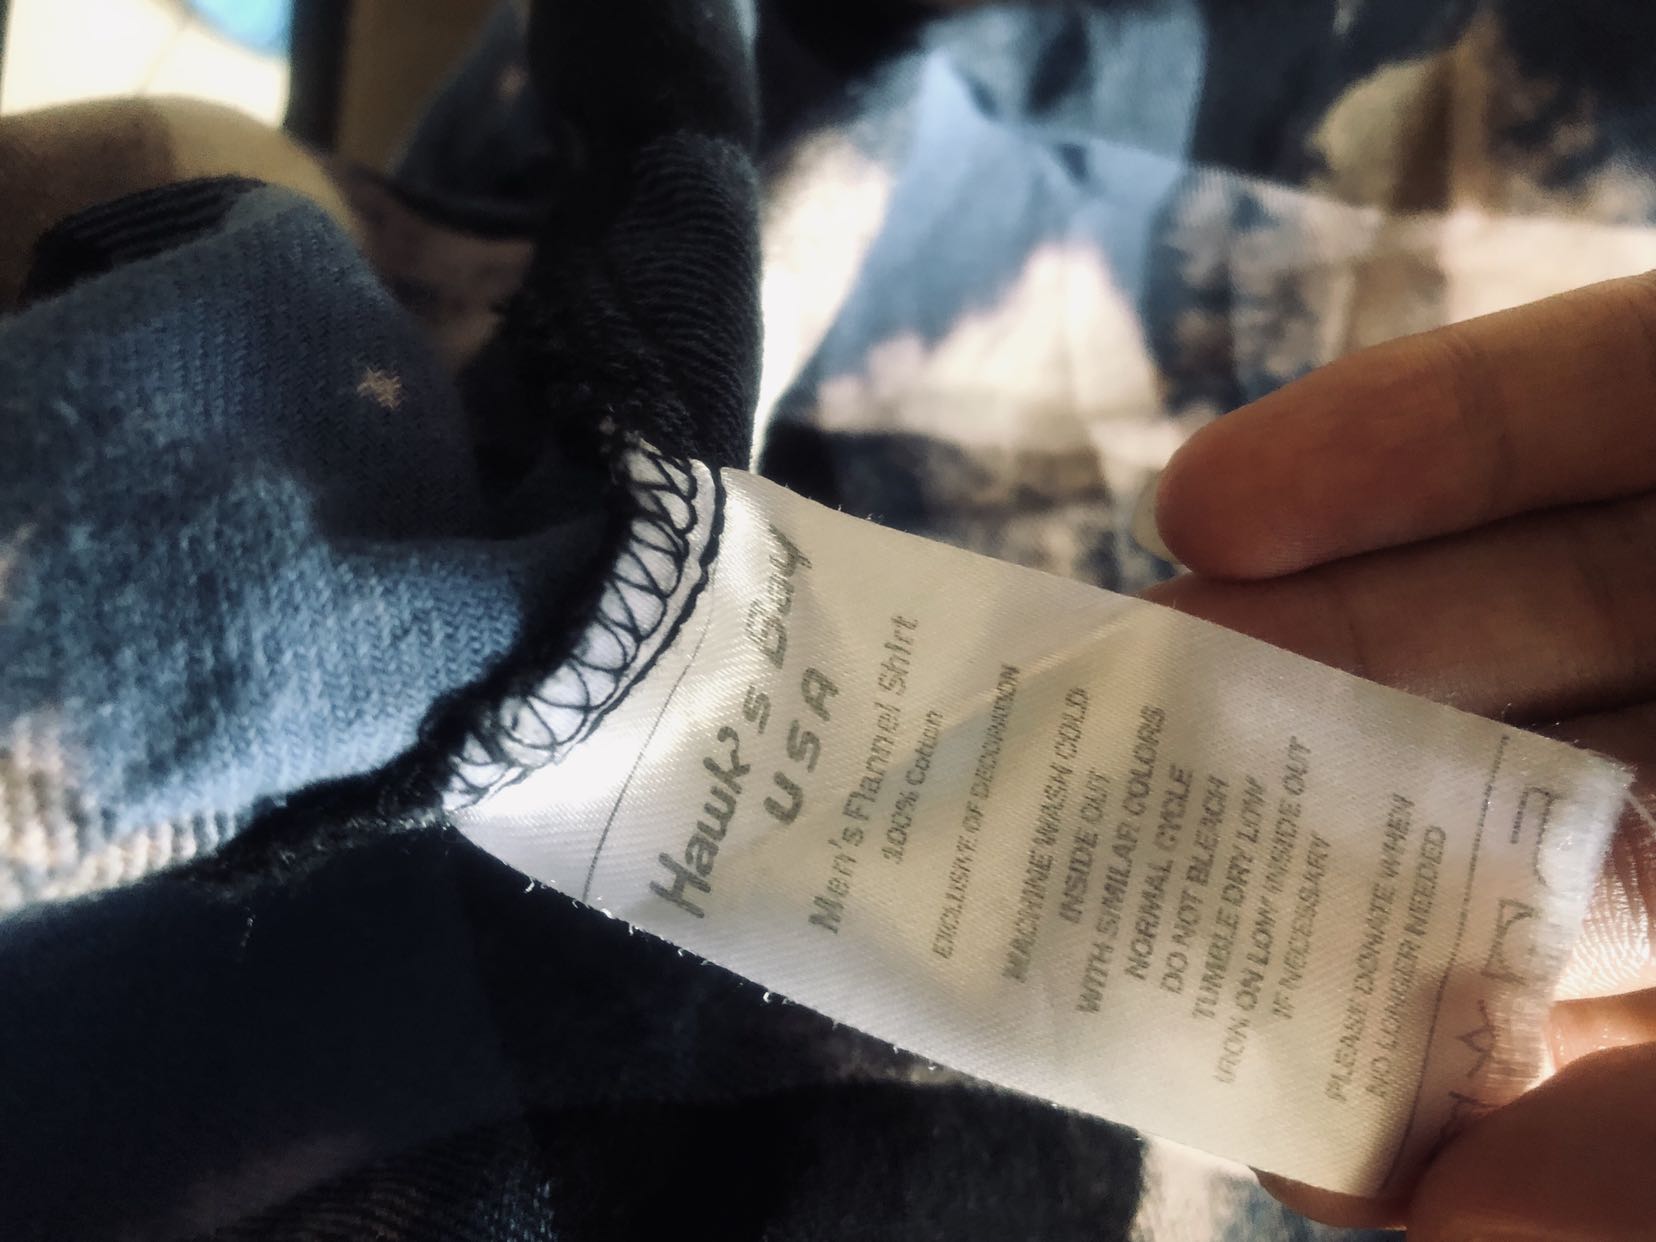 Hawk's Bay
USA
Men's Flannel Shirt
100% Cotton
EXCLUSIVE OF DECORATION
MACHINE WASH COLD
INSIDE OUT
WITH SIMILAR COLORS
NORMAL CYCLE
DO NOT BLEACH
TUMBLE DRY LOW
IRON ON LOW INSIDE OUT
IF NECESSARY
PLEASE DONATE WHEN
NO LONGER NEEDED